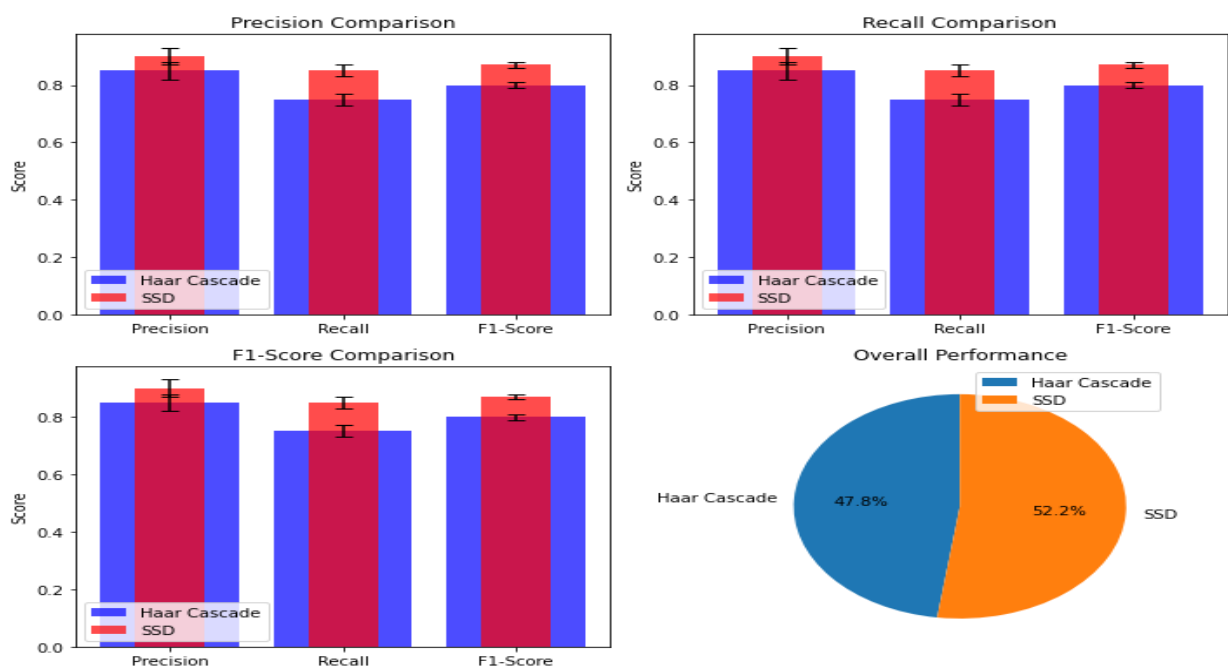 Precision Comparison
Score
0.8
0.6
0.4
0.2
0.0
Haar Cascade
SSD
Precision Recall F1-Score
Recall Comparison
Score
0.8
0.6
0.4
0.2
0.0
Haar Cascade
SSD
Precision Recall F1-Score
F1-Score Comparison
Score
0.8
0.6
0.4
0.2
0.0
Haar Cascade
SSD
Precision Recall F1-Score
Overall Performance
Haar Cascade
SSD
Haar Cascade
47.8%
52.2%
SSD